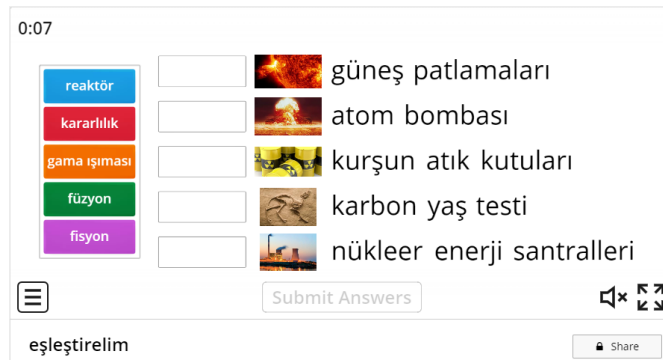 0:07
reaktör
kararlılık
gama ışıması
füzyon
fisyon
güneş patlamaları
atom bombası
kurşun atık kutuları
karbon yaş testi
nükleer enerji santralleri
Submit Answers
eşleştirelim
Share